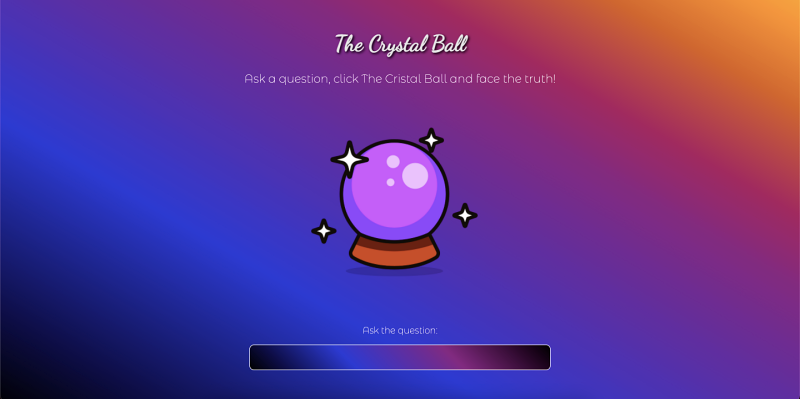 The Crystal Ball
Ask a question, click The Cristal Ball and face the truth!
Ask the question: